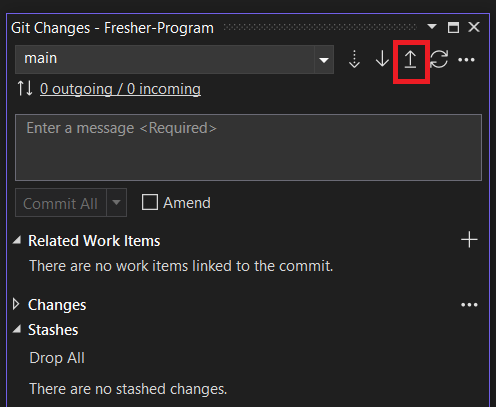 Git Changes - Fresher-Program
main
0 outgoing / 0 incoming
Enter a message <Required>
Commit All
Amend
Related Work Items
There are no work items linked to the commit.
Changes
Stashes
Drop All
There are no stashed changes.